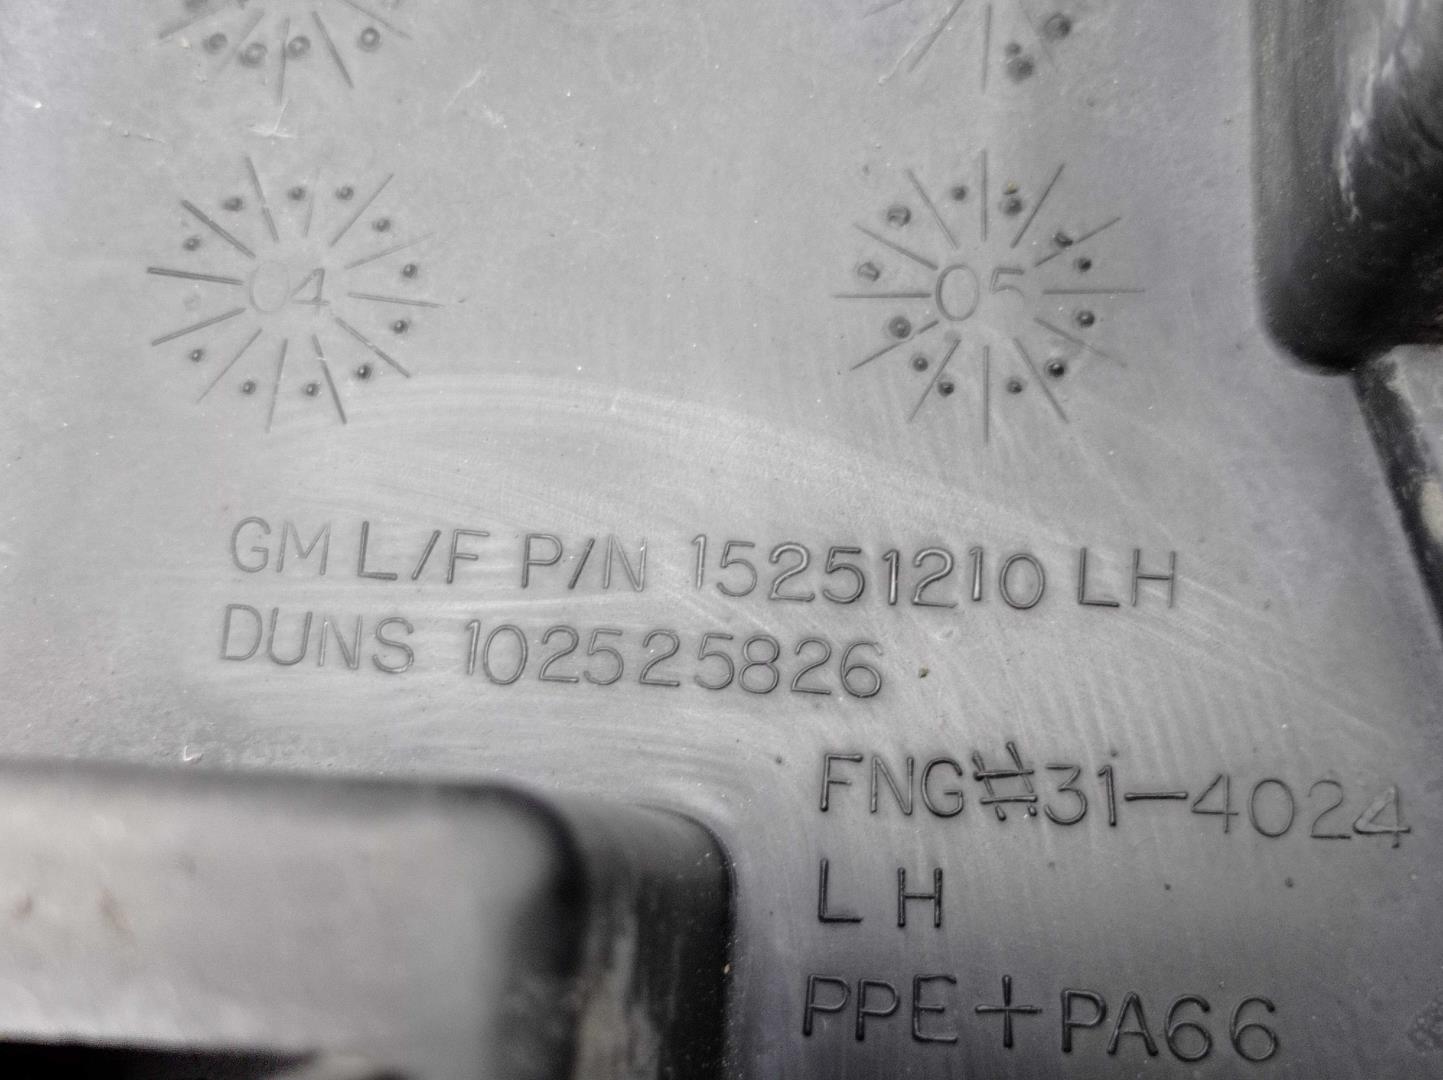 04
05
GM L/F P/N 15251210 LH
DUNS 102525826
FNG#31-4024
LH
PPE+PA66